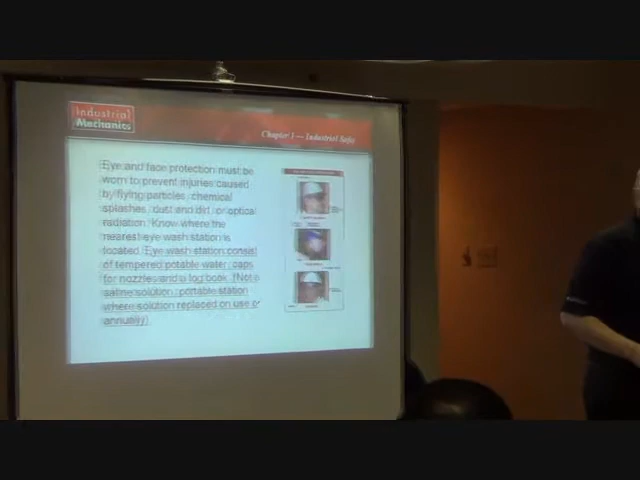 Industrial
Mechanics
Chapter 1 — Industrial Safety
Eye and face protection must be
worn to prevent injuries caused
by flying particles, chemical
splashes, dust and dirt, or optical
radiation. Know where the
nearest eye wash station is
located. Eye wash station consist
of tempered potable water, caps
for nozzles and a log book. (Not a
saline solution, portable station
where solution replaced on use or
annually)